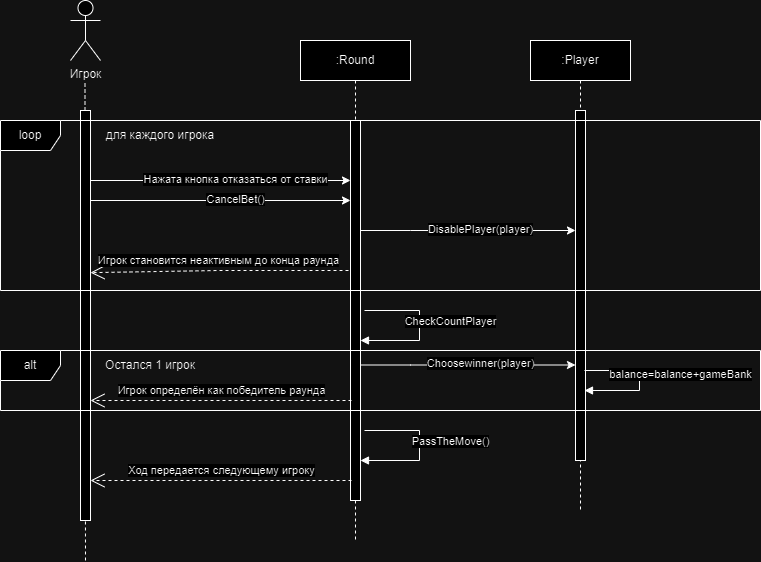 Игрок
:Round
:Player
loop
для каждого игрока
Нажата кнопка отказаться от ставки
CancelBet()
DisablePlayer(player)
Игрок становится неактивным до конца раунда
CheckCountPlayer
alt
Остался 1 игрок
Choosewinner(player)
balance=balance+gameBank
Игрок определён как победитель раунда
PassTheMove()
Ход передается следующему игроку